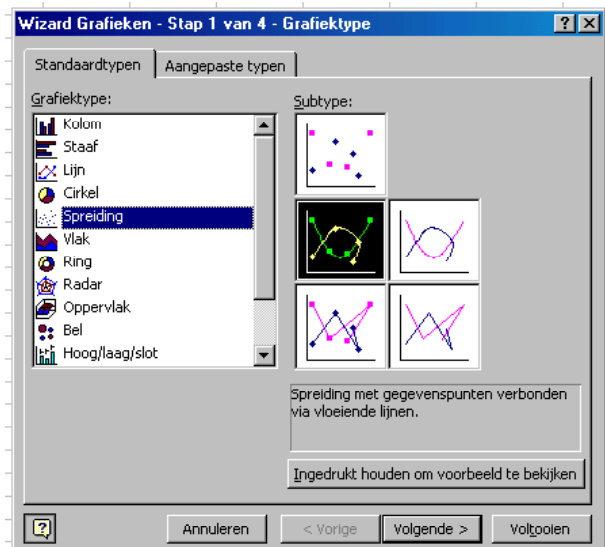 Wizard Grafieken - Stap 1 van 4 - Grafiektype
Standaardtypen
Aangepaste typen
Grafiektype:
Kolom
Staaf
Lijn
Cirkel
Spreiding
Vlak
Ring
Radar
Oppervlak
Bel
Hoog/laag/slot
Subtype:
Spreiding met gegevenspunten verbonden
via vloeiende lijnen.
Ingedrukt houden om voorbeeld te bekijken
Annuleren
< Vorige
Volgende >
Voltooien